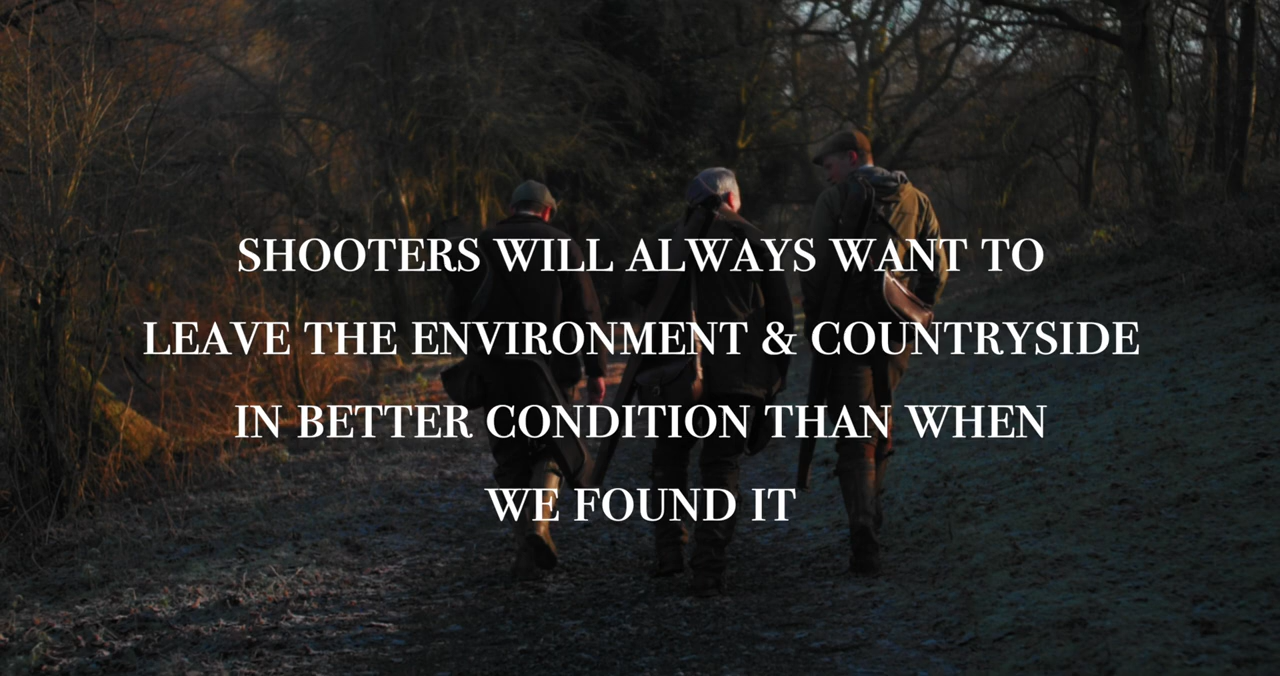 SHOOTERS WILL ALWAYS WANT TO
LEAVE THE ENVIRONMENT & COUNTRYSIDE
IN BETTER CONDITION THAN WHEN
WE FOUND IT